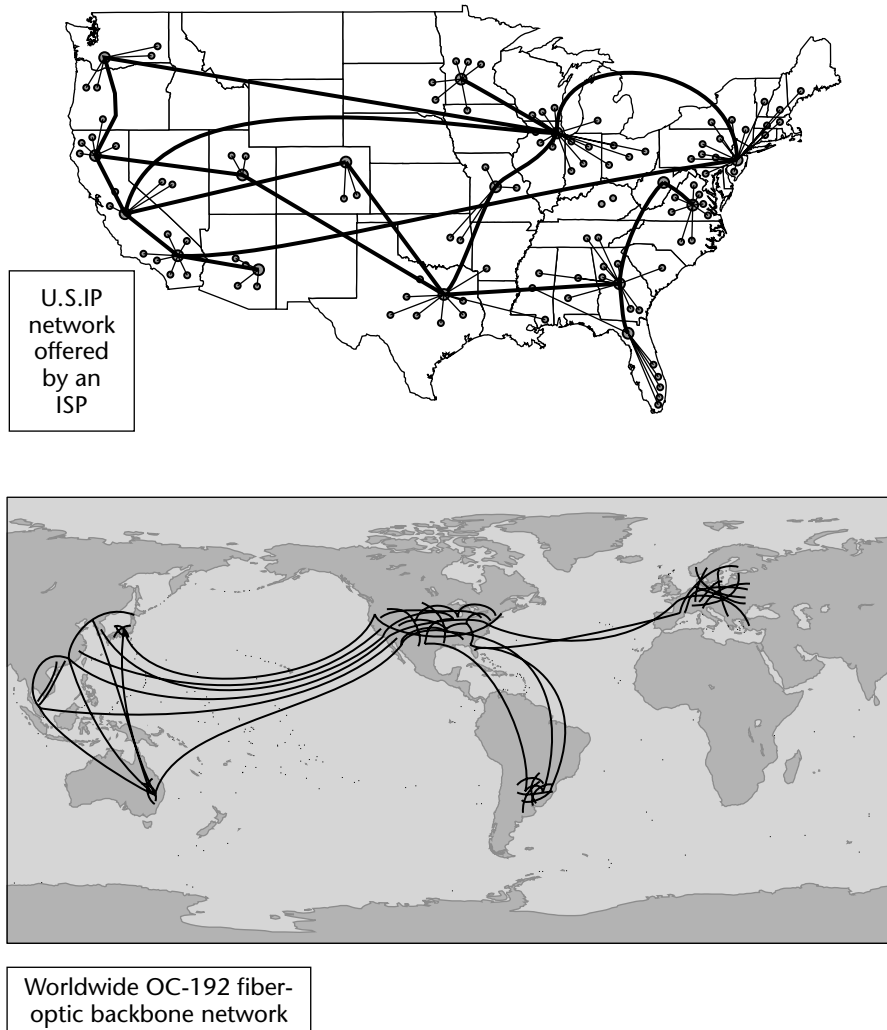 U.S.IP
network
offered
by an
ISP
Worldwide OC-192 fiber-
optic backbone network